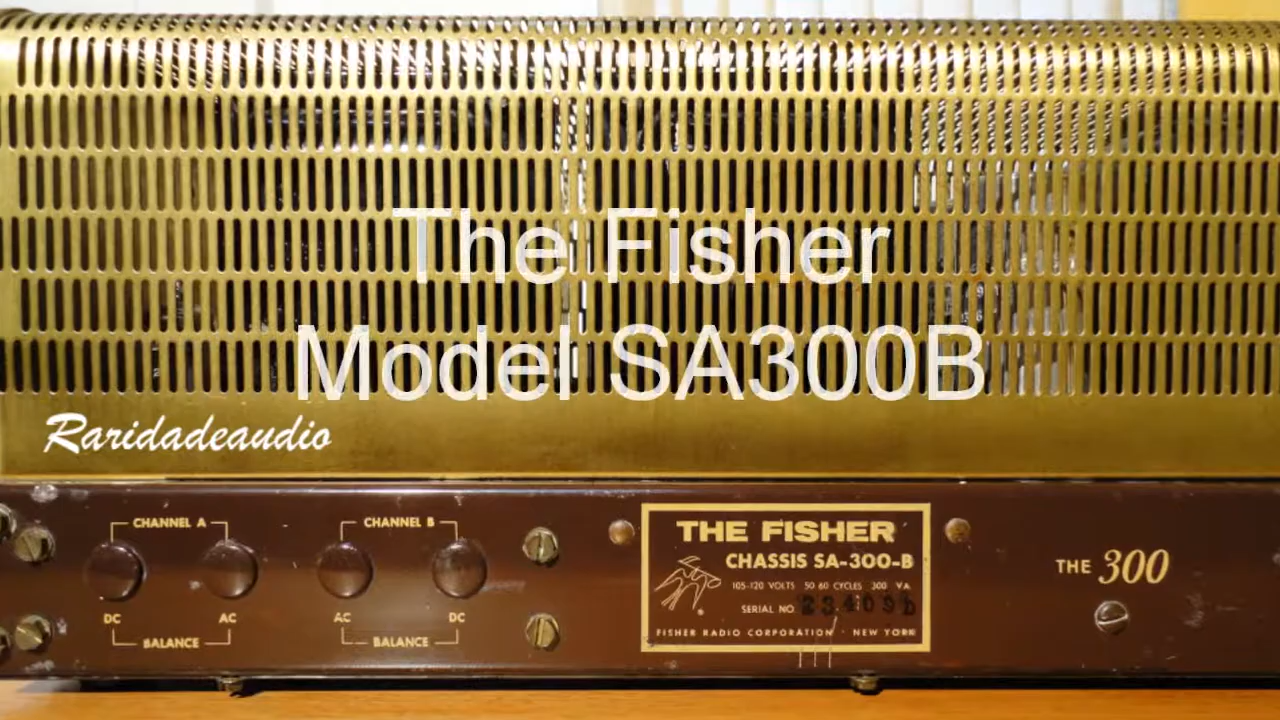 The Fisher
Model SA300B
Raridadeaudio
CHANNEL A
CHANNEL B
DC
AC
BALANCE
AC
DC
BALANCE
THE FISHER
CHASSIS SA-300-B
105-120 VOLTS 50 60 CYCLES 300 VA
SERIAL NO.
FISHER RADIO CORPORATION · NEW YORK
THE 300